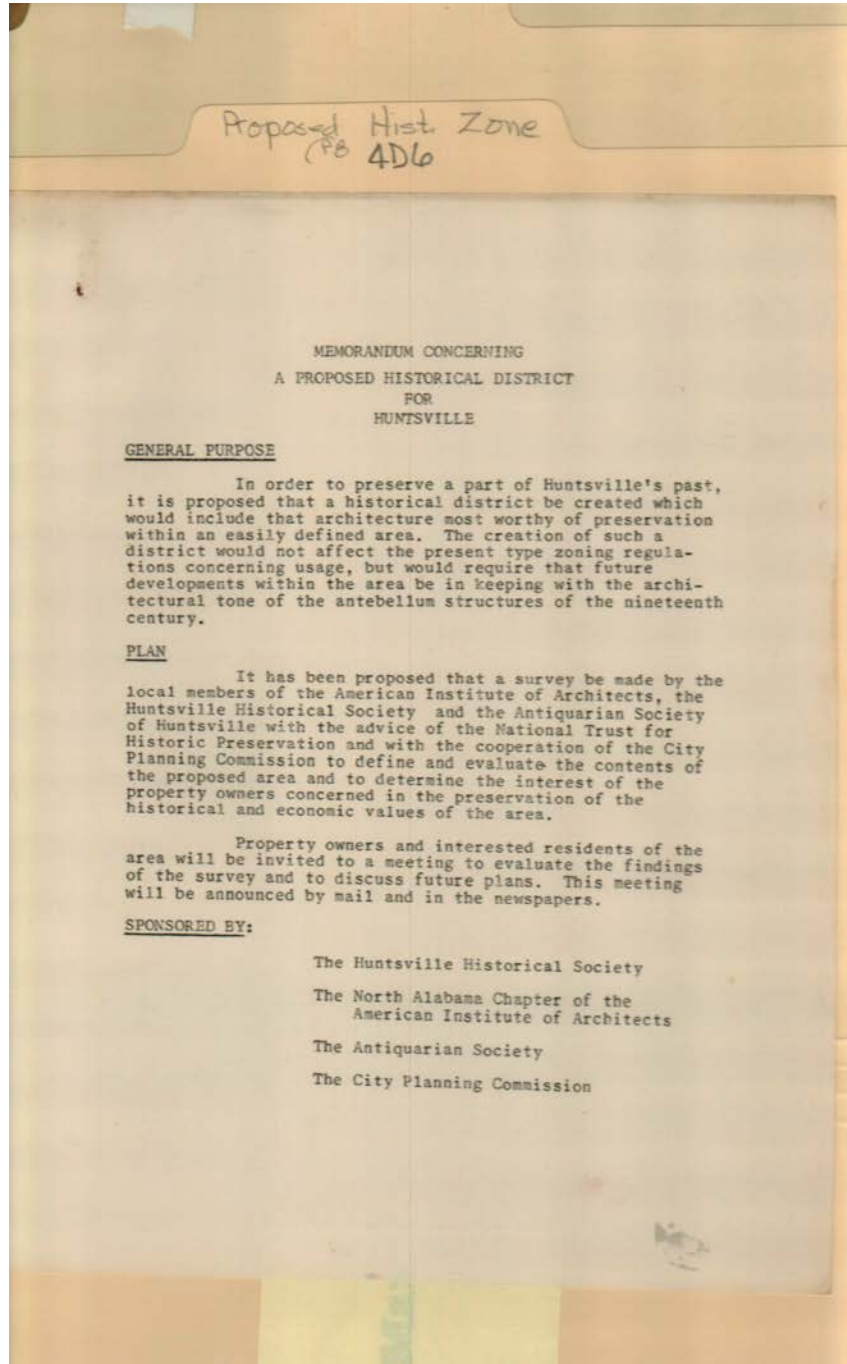 Proposed Hist. Zone
(P8 4D6
MEMORANDUM CONCERNING
A PROPOSED HISTORICAL DISTRICT
FOR
HUNTSVILLE
GENERAL PURPOSE
In order to preserve a part of Huntsville's past,
it is proposed that a historical district be created which
would include that architecture most worthy of preservation
within an easily defined area. The creation of such a
district would not affect the present type zoning regula-
tions concerning usage, but would require that future
developments within the area be in keeping with the archi-
tectural tone of the antebellum structures of the nineteenth
century.
PLAN
It has been proposed that a survey be made by the
local members of the American Institute of Architects, the
Huntsville Historical Society and the Antiquarian Society
of Huntsville with the advice of the National Trust for
Historic Preservation and with the cooperation of the City
Planning Commission to define and evaluate the contents of
the proposed area and to determine the interest of the
property owners concerned in the preservation of the
historical and economic values of the area.
Property owners and interested residents of the
area will be invited to a meeting to evaluate the findings
of the survey and to discuss future plans. This meeting
will be announced by mail and in the newspapers.
SPONSORED BY:
The Huntsville Historical Society
The North Alabama Chapter of the
American Institute of Architects
The Antiquarian Society
The City Planning Commission